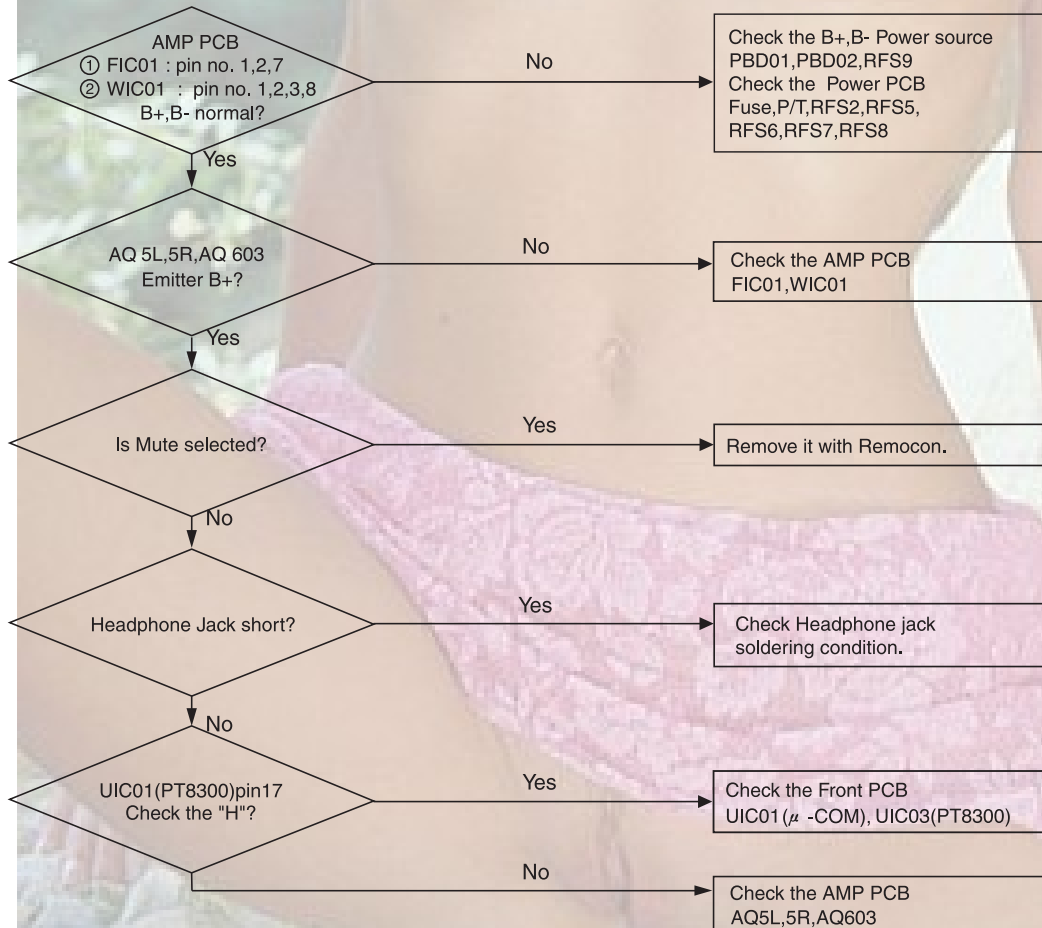 AMP PCB
① FIC01 : pin no. 1,2,7
② WIC01 : pin no. 1,2,3,8
B+,B- normal?
No
Check the B+,B- Power source
PBD01,PBD02,RFS9
Check the Power PCB
Fuse,P/T,RFS2,RFS5,
RFS6,RFS7,RFS8
Yes
AQ 5L,5R,AQ 603
Emitter B+?
No
Check the AMP PCB
FIC01,WIC01
Yes
Is Mute selected?
Yes
Remove it with Remocon.
No
Headphone Jack short?
Yes
Check Headphone jack
soldering condition.
No
UIC01(PT8300)pin17
Check the "H"?
Yes
Check the Front PCB
UIC01(μ -COM), UIC03(PT8300)
No
Check the AMP PCB
AQ5L,5R,AQ603